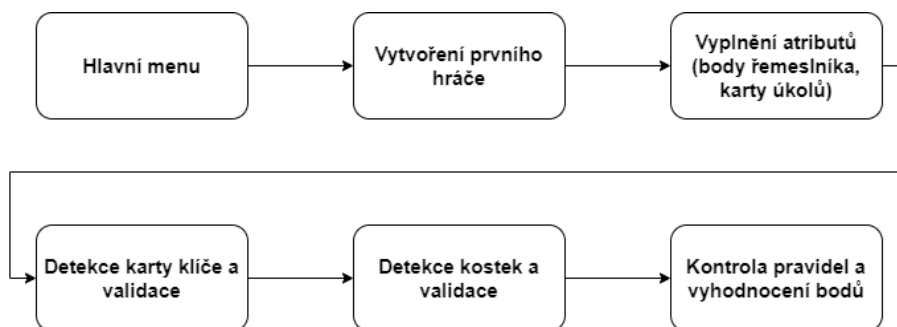 Hlavní menu
Vytvoření prvního
hráče
Vyplnění atributů
(body řemeslníka,
karty úkolů)
Detekce karty klíče a
validace
Detekce kostek a
validace
Kontrola pravidel a
vyhodnocení bodů